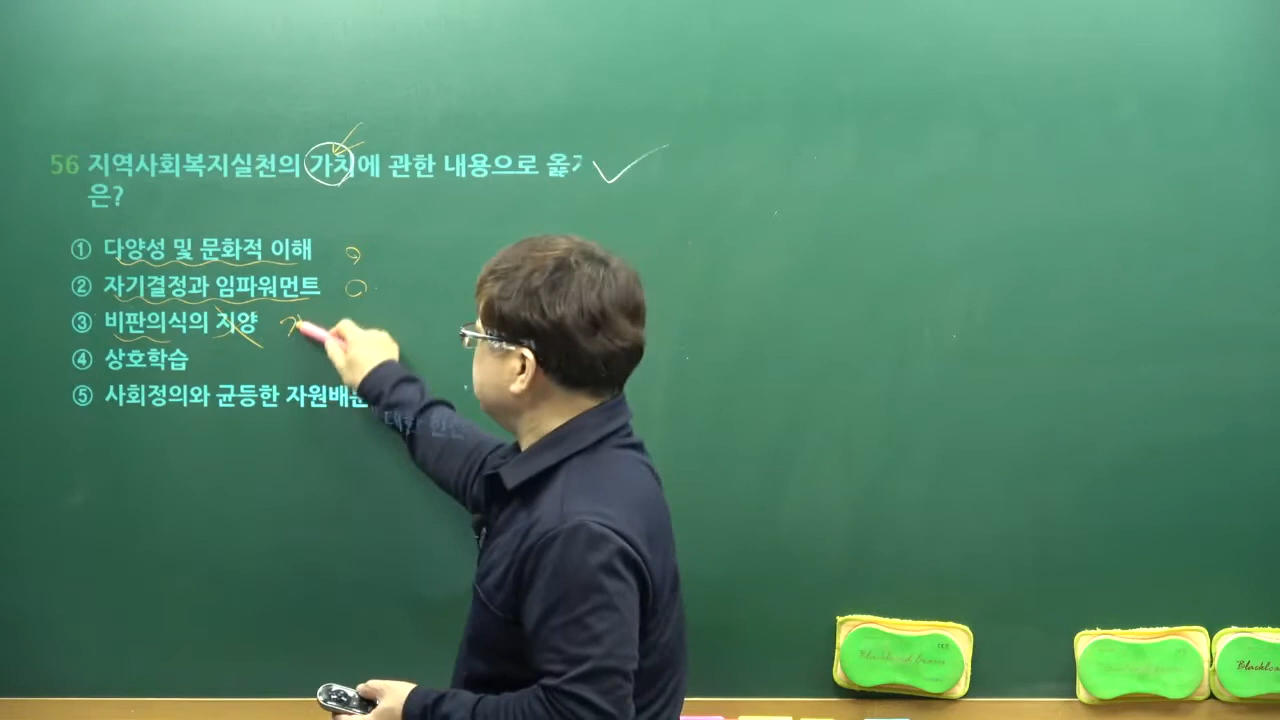 56 지역사회복지실천의 가치에 관한 내용으로 옳
은?
① 다양성 및 문화적 이해
② 자기결정과 임파워먼트
③ 비판의식의 지양
④ 상호학습
⑤ 사회정의와 균등한 자원배분